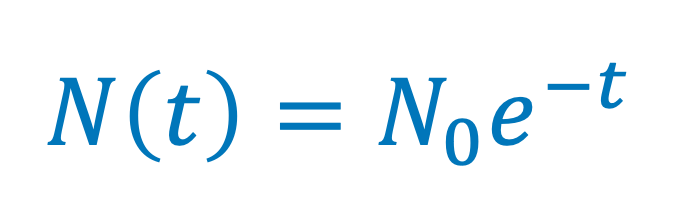 N(t) = N₀e⁻ᵗ